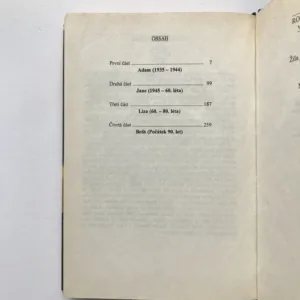 OBSAH
První část 7
Adam (1935 – 1944)
Druhá část 99
Jane (1945 – 60. léta)
Třetí část 187
Lisa (60. – 80. léta)
Čtvrtá část 259
Beth (Počátek 90. let)